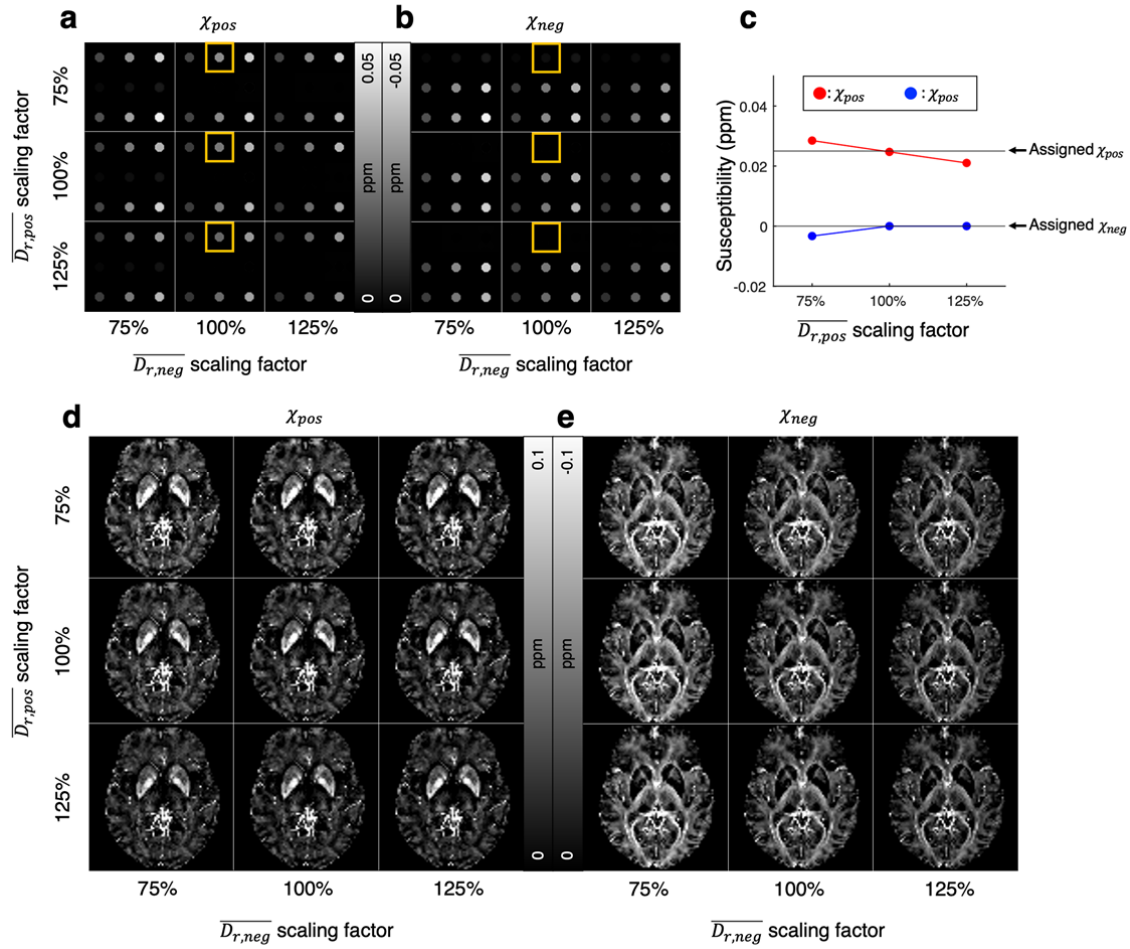 a
χpos
b
χneg
c
D̅r,pos scaling factor
75%
100%
125%
0.05
ppm
0
-0.05
ppm
0
75%
100%
125%
75%
100%
125%
D̅r,neg scaling factor
D̅r,neg scaling factor
Susceptibility (ppm)
0.04
0.02
0
-0.02
: χpos
: χpos
Assigned χpos
Assigned χneg
75%
100%
125%
D̅r,pos scaling factor
d
χpos
e
χneg
D̅r,pos scaling factor
75%
100%
125%
0.1
ppm
0
-0.1
ppm
0
75%
100%
125%
75%
100%
125%
D̅r,neg scaling factor
D̅r,neg scaling factor